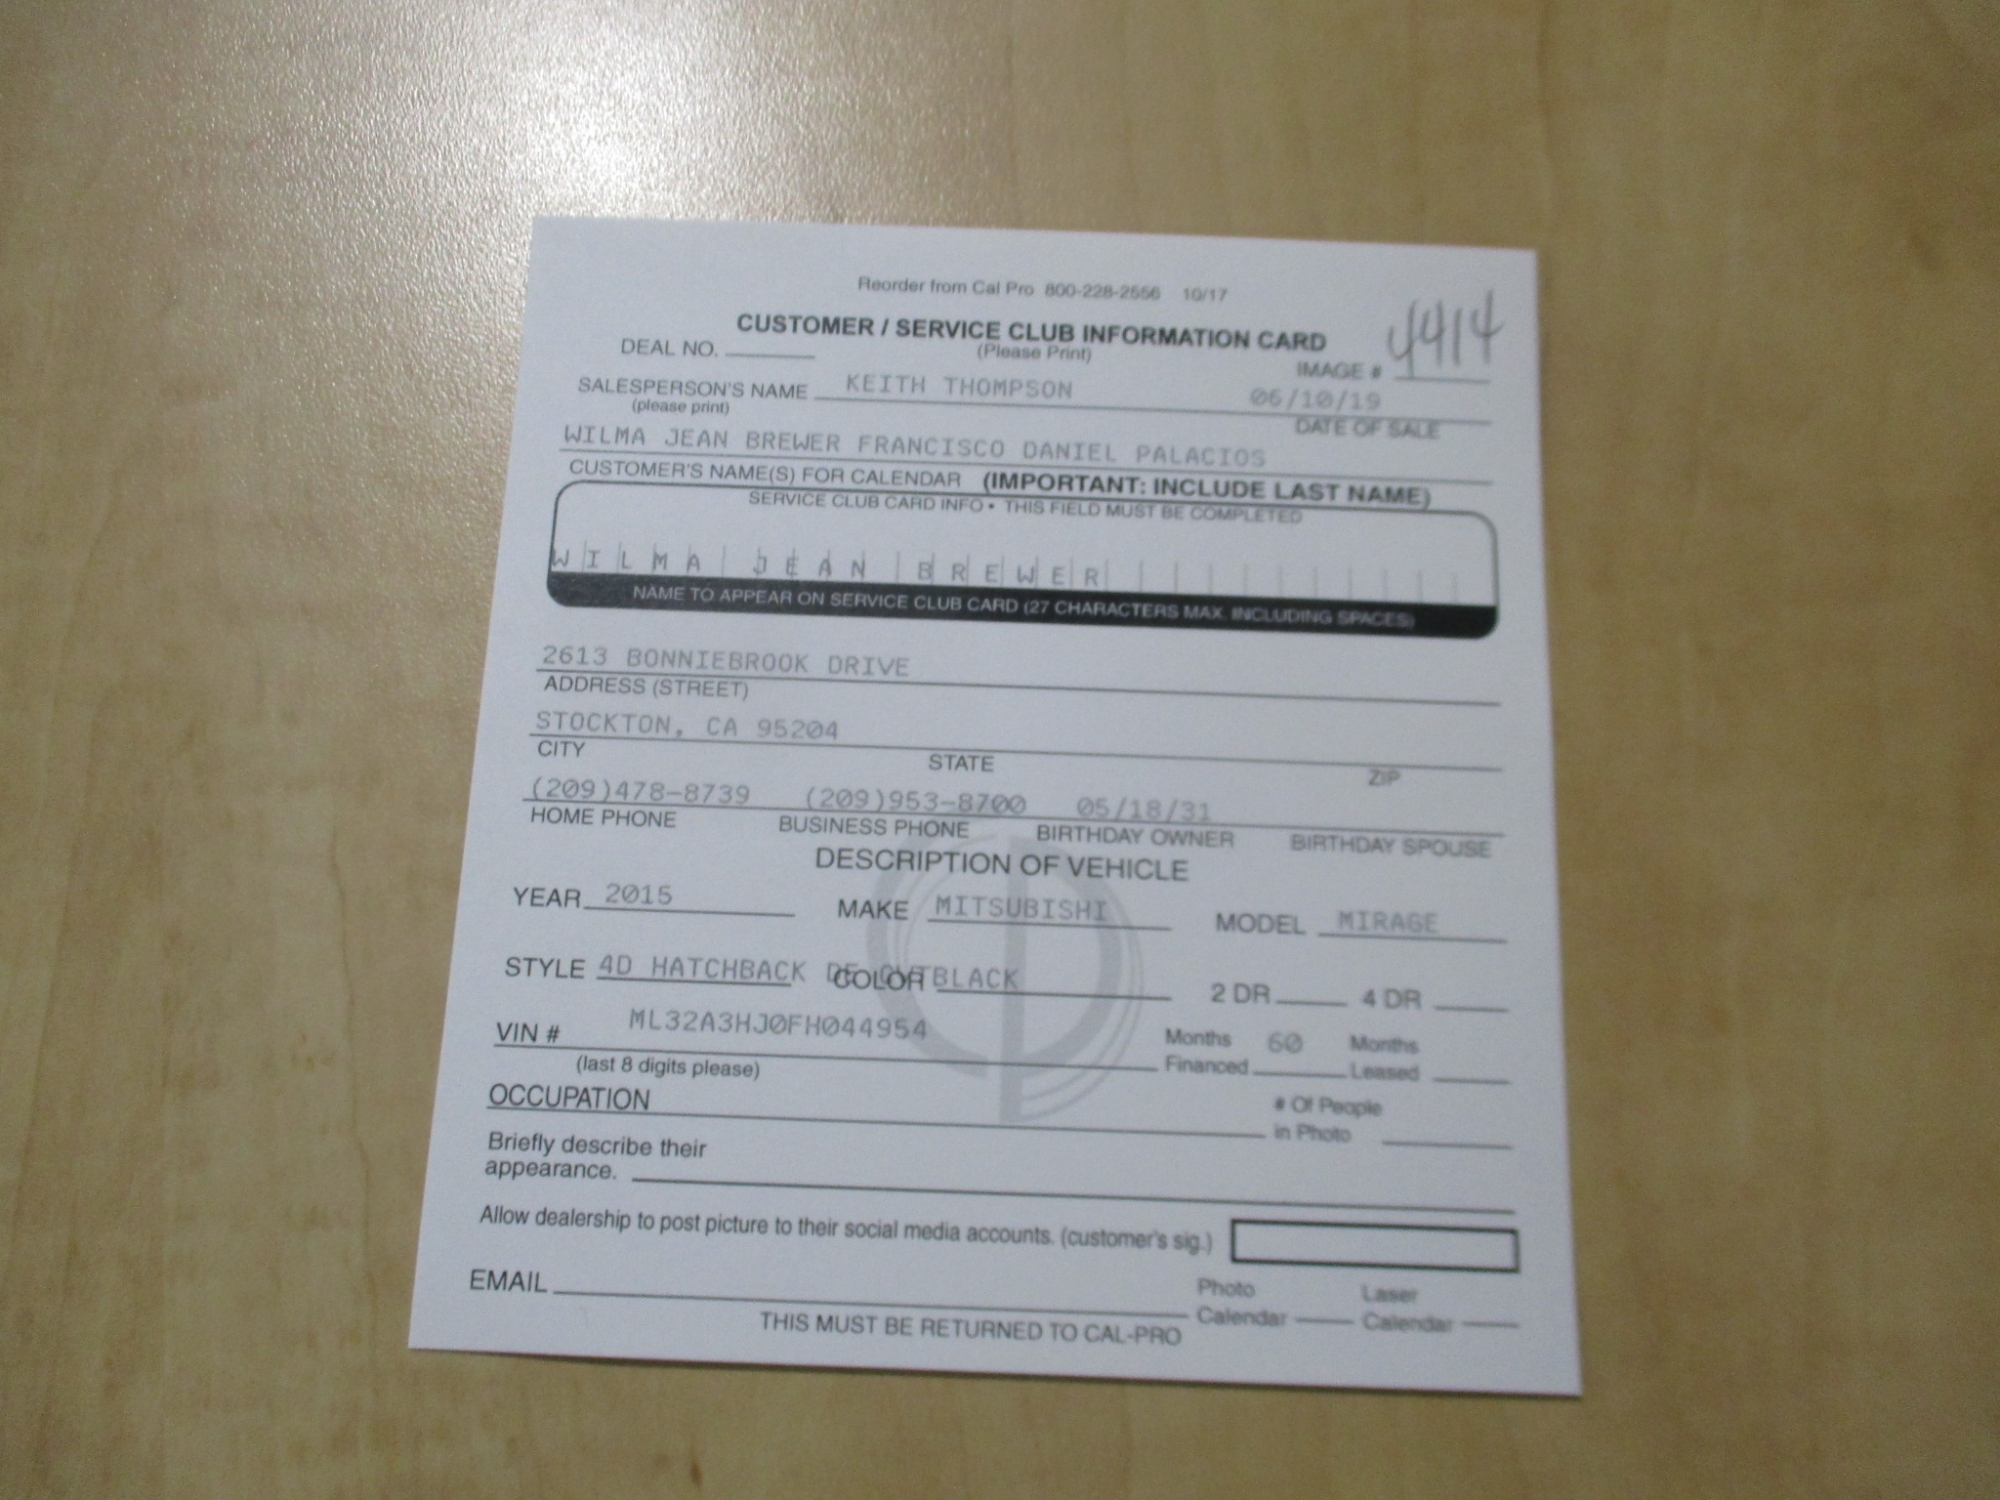 Reorder from Cal Pro 800-228-2556 10/17
CUSTOMER / SERVICE CLUB INFORMATION CARD
(Please Print)
DEAL NO.
IMAGE # 4414
SALESPERSON'S NAME KEITH THOMPSON 06/10/19
(please print) DATE OF SALE
WILMA JEAN BREWER FRANCISCO DANIEL PALACIOS
CUSTOMER'S NAME(S) FOR CALENDAR (IMPORTANT: INCLUDE LAST NAME)
SERVICE CLUB CARD INFO • THIS FIELD MUST BE COMPLETED
WILMA JEAN BREWER
NAME TO APPEAR ON SERVICE CLUB CARD (27 CHARACTERS MAX. INCLUDING SPACES)
2613 BONNIEBROOK DRIVE
ADDRESS (STREET)
STOCKTON, CA 95204
CITY STATE ZIP
(209)478-8739 (209)953-8700 05/18/31
HOME PHONE BUSINESS PHONE BIRTHDAY OWNER BIRTHDAY SPOUSE
DESCRIPTION OF VEHICLE
YEAR 2015 MAKE MITSUBISHI MODEL MIRAGE
STYLE 4D HATCHBACK DE COLOR BLACK 2 DR 4 DR
VIN # ML32A3HJ0FH044954
(last 8 digits please)
Months Financed 60 Months Leased
OCCUPATION
# Of People in Photo
Briefly describe their
appearance.
Allow dealership to post picture to their social media accounts. (customer's sig.)
EMAIL
Photo Calendar Laser Calendar
THIS MUST BE RETURNED TO CAL-PRO